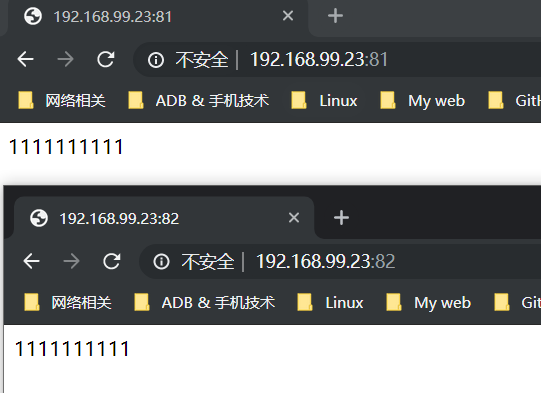 192.168.99.23:81
不安全 | 192.168.99.23:81
网络相关 ADB & 手机技术 Linux My web GitH
1111111111
192.168.99.23:82
不安全 | 192.168.99.23:82
网络相关 ADB & 手机技术 Linux My web Git
1111111111